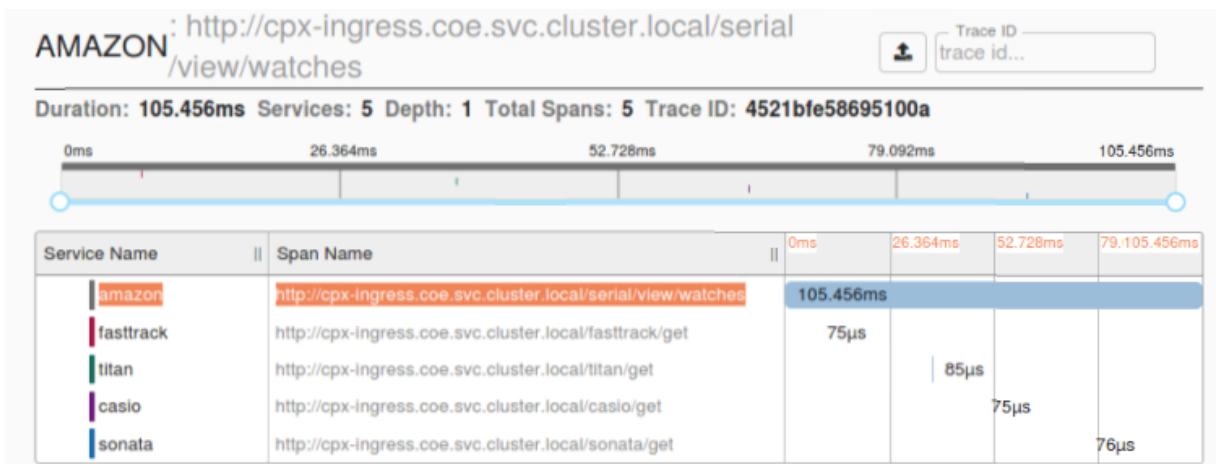 AMAZON : http://cpx-ingress.coe.svc.cluster.local/serial
/view/watches
Trace ID
trace id...
Duration: 105.456ms Services: 5 Depth: 1 Total Spans: 5 Trace ID: 4521bfe58695100a
0ms 26.364ms 52.728ms 79.092ms 105.456ms
Service Name || Span Name || 0ms 26.364ms 52.728ms 79.105.456ms
amazon http://cpx-ingress.coe.svc.cluster.local/serial/view/watches 105.456ms
fasttrack http://cpx-ingress.coe.svc.cluster.local/fasttrack/get 75µs
titan http://cpx-ingress.coe.svc.cluster.local/titan/get 85µs
casio http://cpx-ingress.coe.svc.cluster.local/casio/get 75µs
sonata http://cpx-ingress.coe.svc.cluster.local/sonata/get 76µs